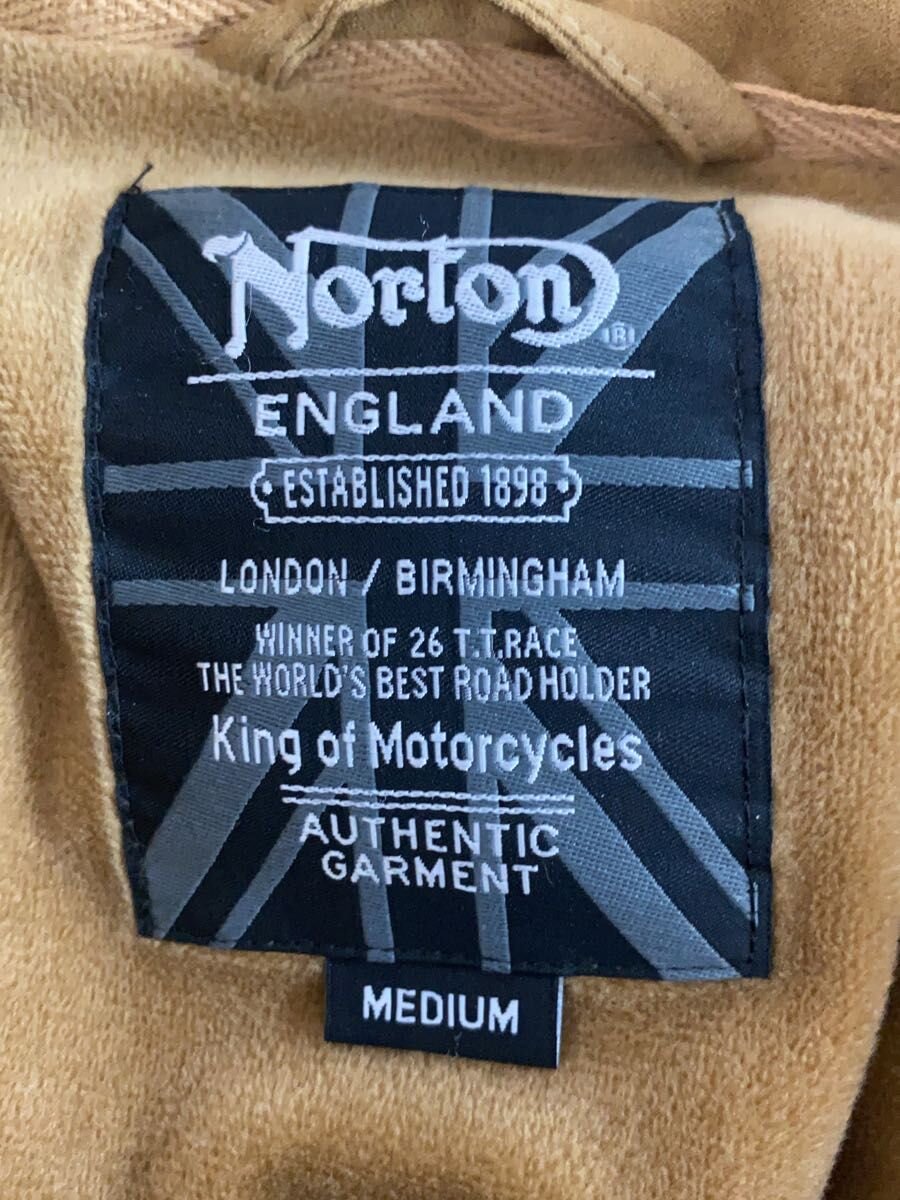 Norton
®
ENGLAND
ESTABLISHED 1898
LONDON / BIRMINGHAM
WINNER OF 26 T.T.RACE
THE WORLD'S BEST ROAD HOLDER
King of Motorcycles
AUTHENTIC
GARMENT
MEDIUM